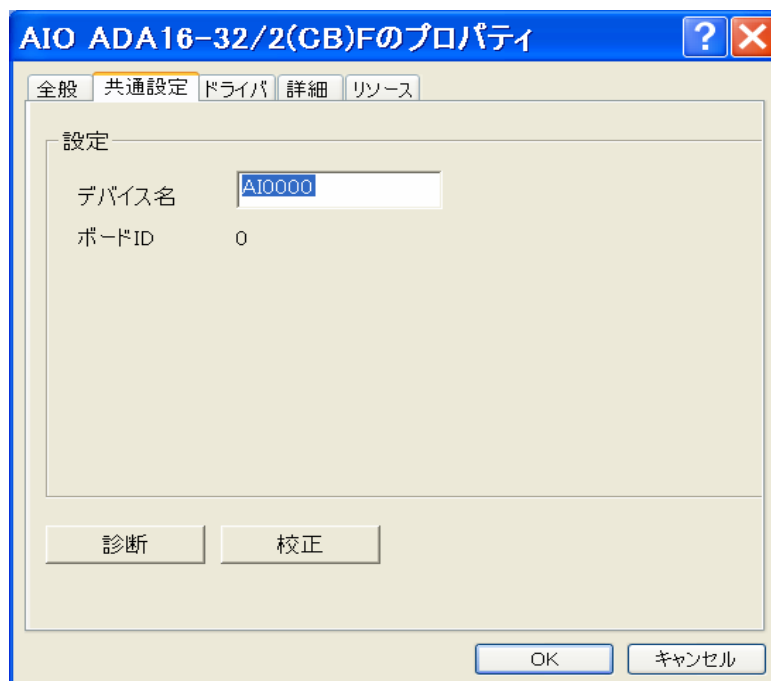 AIO ADA16-32/2(CB)Fのプロパティ
全般 共通設定 ドライバ 詳細 リソース
設定
デバイス名 AIO000
ボードID 0
診断 校正
OK キャンセル